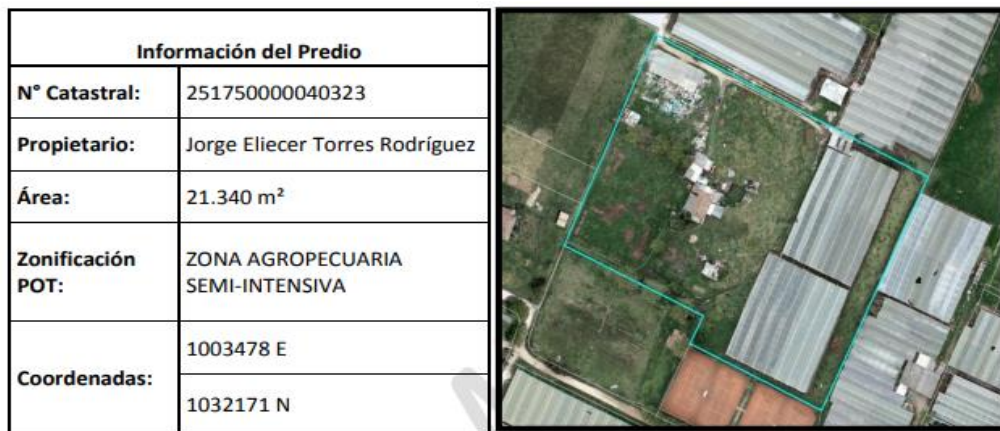 Información del Predio
N° Catastral:
251750000040323
Propietario:
Jorge Eliecer Torres Rodríguez
Área:
21.340 m²
Zonificación
POT:
ZONA AGROPECUARIA
SEMI-INTENSIVA
Coordenadas:
1003478 E
1032171 N